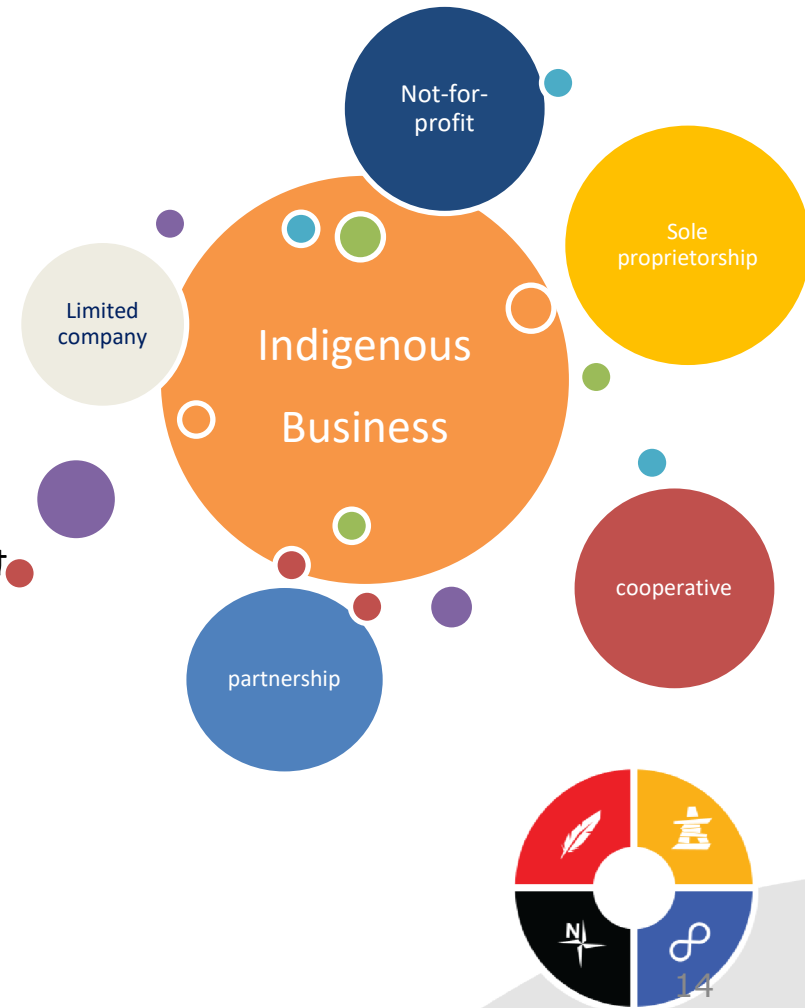 Not-for-
profit
Sole
proprietorship
Limited
company
Indigenous
Business
t
cooperative
partnership
N
14